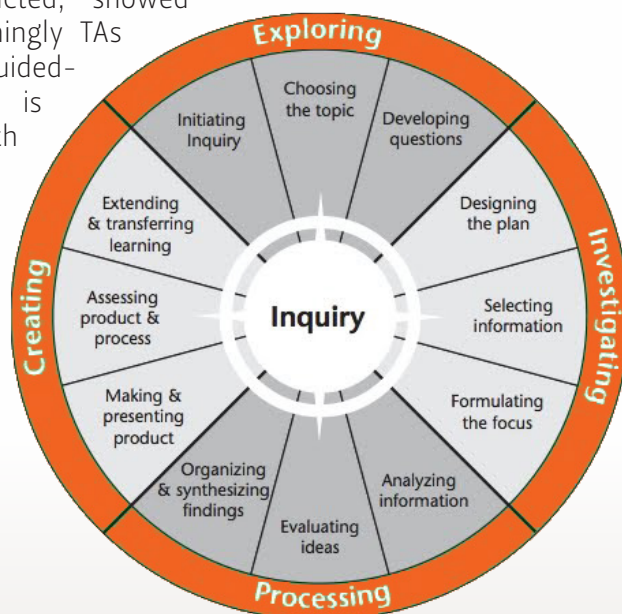 showed
TAs
is
Exploring
Initiating
Inquiry
Choosing
the topic
Developing
questions
Investigating
Designing
the plan
Selecting
information
Formulating
the focus
Processing
Analyzing
information
Evaluating
ideas
Organizing
& synthesizing
findings
Creating
Making &
presenting
product
Assessing
product &
process
Extending
& transferring
learning
Inquiry